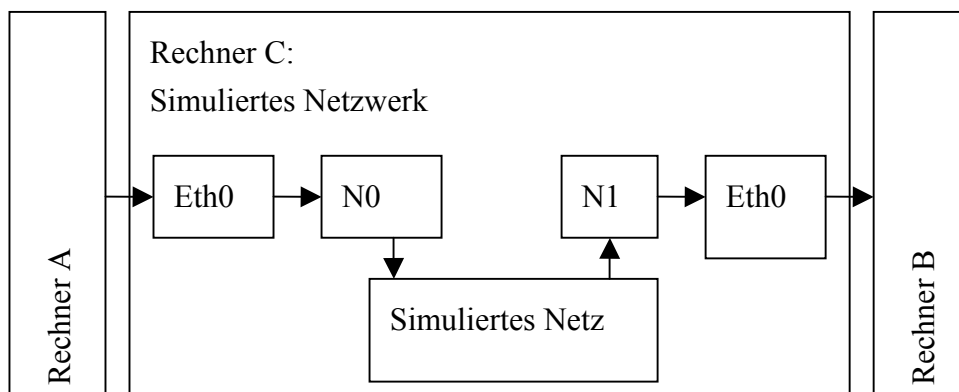 Rechner A
Rechner C:
Simuliertes Netzwerk
Eth0
N0
N1
Eth0
Simuliertes Netz
Rechner B